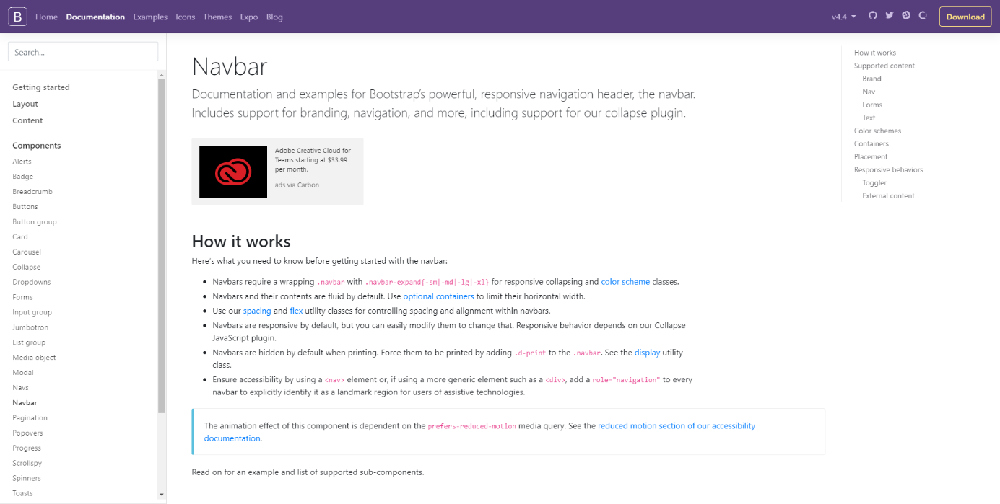 B Home Documentation Examples Icons Themes Expo Blog v4.4 Download
Search...
Getting started
Layout
Content
Components
Alerts
Badge
Breadcrumb
Buttons
Button group
Card
Carousel
Collapse
Dropdowns
Forms
Input group
Jumbotron
List group
Media object
Modal
Navs
Navbar
Pagination
Popovers
Progress
Scrollspy
Spinners
Toasts
Navbar
Documentation and examples for Bootstrap’s powerful, responsive navigation header, the navbar.
Includes support for branding, navigation, and more, including support for our collapse plugin.
Adobe Creative Cloud for
Teams starting at $33.99
per month.
ads via Carbon
How it works
Here’s what you need to know before getting started with the navbar:
• Navbars require a wrapping .navbar with .navbar-expand{-sm|-md|-lg|-xl} for responsive collapsing and color scheme classes.
• Navbars and their contents are fluid by default. Use optional containers to limit their horizontal width.
• Use our spacing and flex utility classes for controlling spacing and alignment within navbars.
• Navbars are responsive by default, but you can easily modify them to change that. Responsive behavior depends on our Collapse
JavaScript plugin.
• Navbars are hidden by default when printing. Force them to be printed by adding .d-print to the .navbar. See the display utility
class.
• Ensure accessibility by using a <nav> element or, if using a more generic element such as a <div>, add a role="navigation" to every
navbar to explicitly identify it as a landmark region for users of assistive technologies.
The animation effect of this component is dependent on the prefers-reduced-motion media query. See the reduced motion section of our accessibility
documentation.
Read on for an example and list of supported sub-components.
How it works
Supported content
Brand
Nav
Forms
Text
Color schemes
Containers
Placement
Responsive behaviors
Toggler
External content